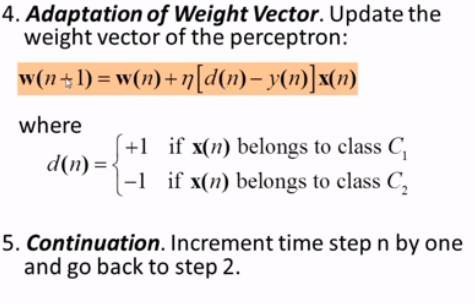 4. Adaptation of Weight Vector. Update the
weight vector of the perceptron:
w(n+1) = w(n) + η[d(n) − y(n)]x(n)
where
d(n) = { +1 if x(n) belongs to class C₁
−1 if x(n) belongs to class C₂
5. Continuation. Increment time step n by one
and go back to step 2.